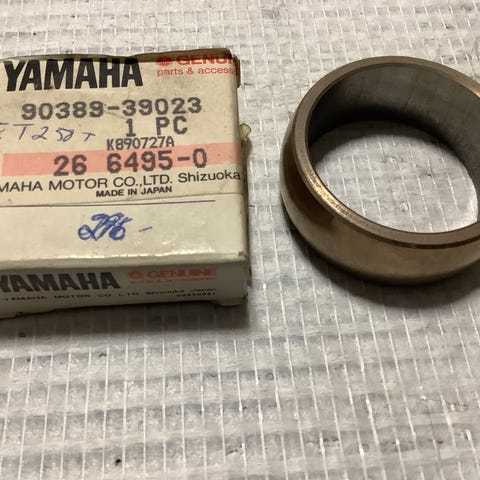 YAMAHA GENUINE
parts & access
90389-39023
1 PC
K890727A
26 6495-0
AMAHA MOTOR CO.,LTD. Shizuoka
MADE IN JAPAN
YAMAHA GENUINE
YAMAHA MOTOR CO LTD Shizuoka Japan